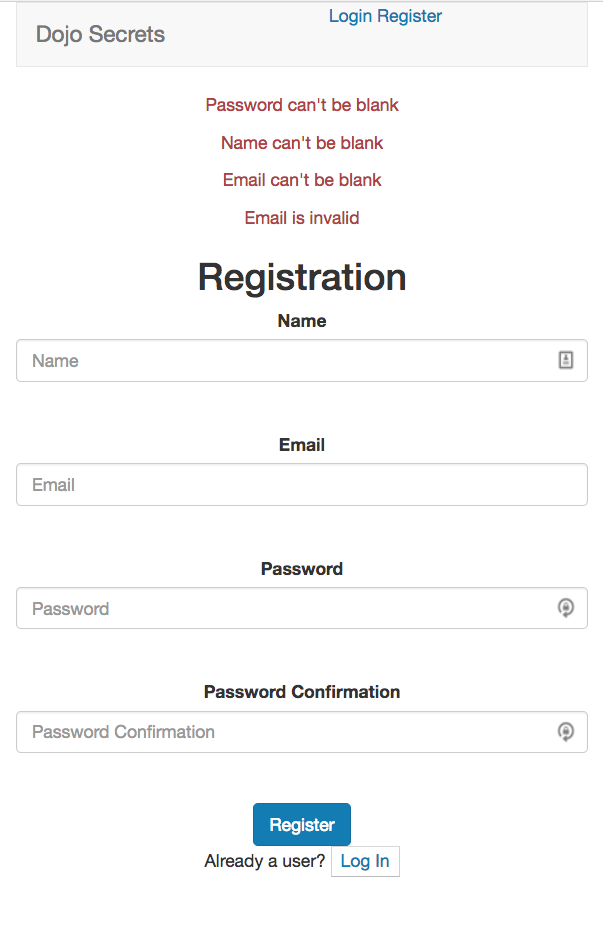 Login Register
Dojo Secrets
Password can't be blank
Name can't be blank
Email can't be blank
Email is invalid
Registration
Name
Name
Email
Email
Password
Password
Password Confirmation
Password Confirmation
Register
Already a user? Log In